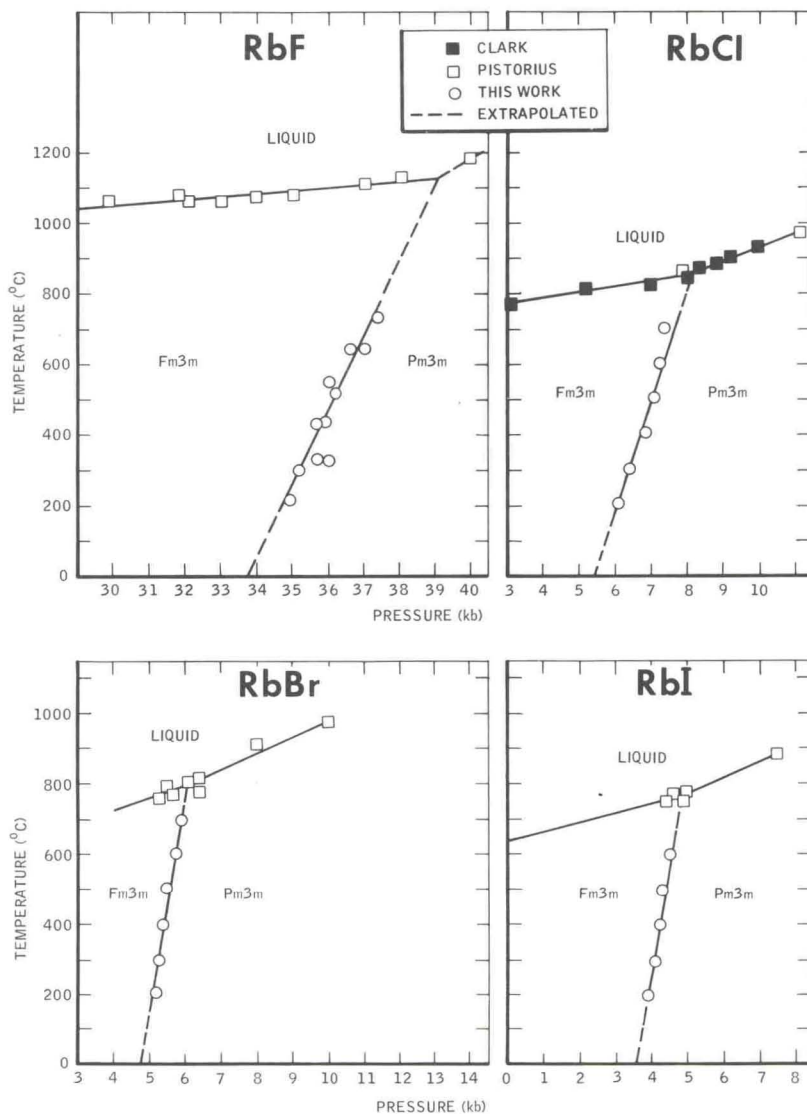 RbF
RbCl
CLARK
PISTORIUS
THIS WORK
EXTRAPOLATED
LIQUID
LIQUID
1200
1000
800
600
400
200
0
TEMPERATURE (°C)
Fm3m
Pm3m
Fm3m
Pm3m
30 31 32 33 34 35 36 37 38 39 40
PRESSURE (kb)
3 4 5 6 7 8 9 10
PRESSURE (kb)
RbBr
RbI
LIQUID
LIQUID
1000
800
600
400
200
0
TEMPERATURE (°C)
Fm3m
Pm3m
Fm3m
Pm3m
3 4 5 6 7 8 9 10 11 12 13 14
PRESSURE (kb)
0 1 2 3 4 5 6 7 8
PRESSURE (kb)